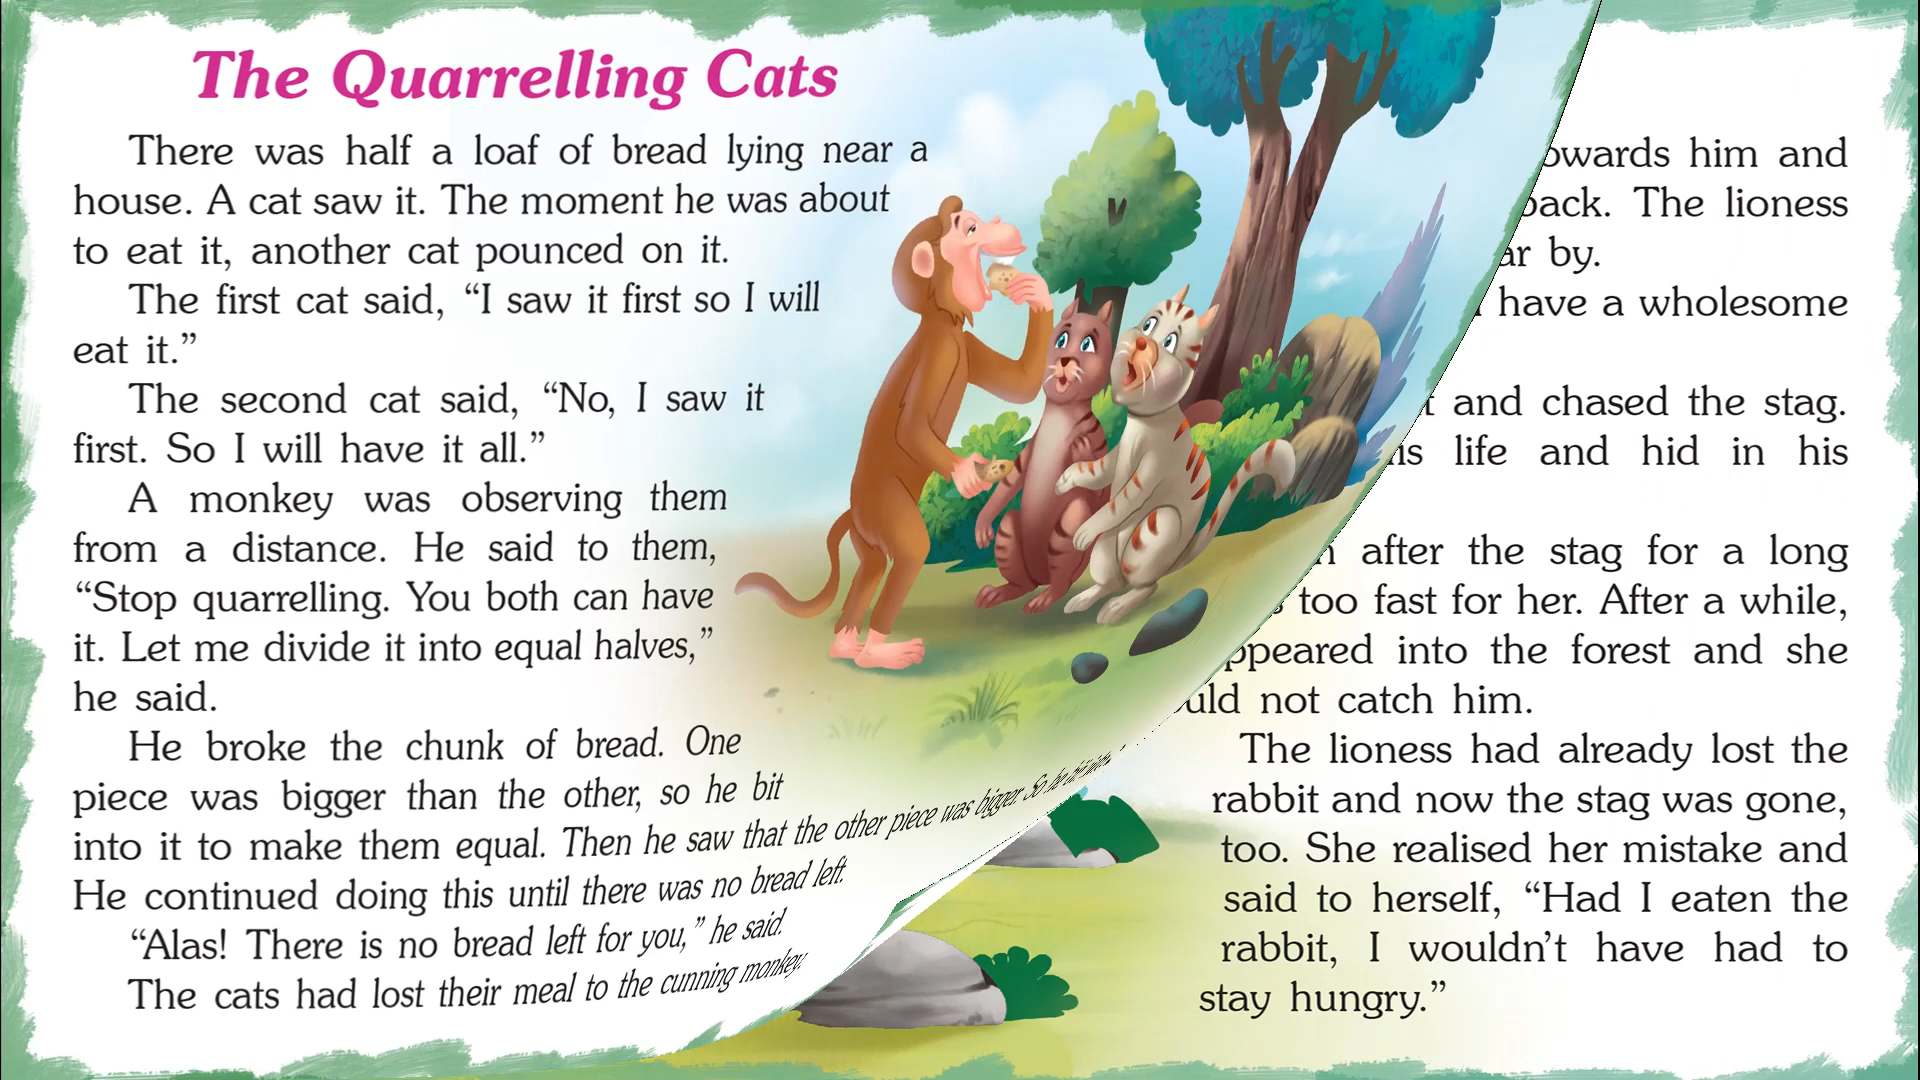 The Quarrelling Cats
There was half a loaf of bread lying near a
house. A cat saw it. The moment he was about
to eat it, another cat pounced on it.
The first cat said, “I saw it first so I will
eat it.”
The second cat said, “No, I saw it
first. So I will have it all.”
A monkey was observing them
from a distance. He said to them,
“Stop quarrelling. You both can have
it. Let me divide it into equal halves,”
he said.
He broke the chunk of bread. One
piece was bigger than the other, so he bit
into it to make them equal. Then he saw that the other piece was bigger. So he
He continued doing this until there was no bread left.
“Alas! There is no bread left for you,” he said.
The cats had lost their meal to the cunning monkey.
him and
The lioness
by.
have a wholesome
and chased the stag.
life and hid in his
after the stag for a long
too fast for her. After a while,
into the forest and she
not catch him.
The lioness had already lost the
rabbit and now the stag was gone,
too. She realised her mistake and
said to herself, “Had I eaten the
rabbit, I wouldn’t have had to
stay hungry.”